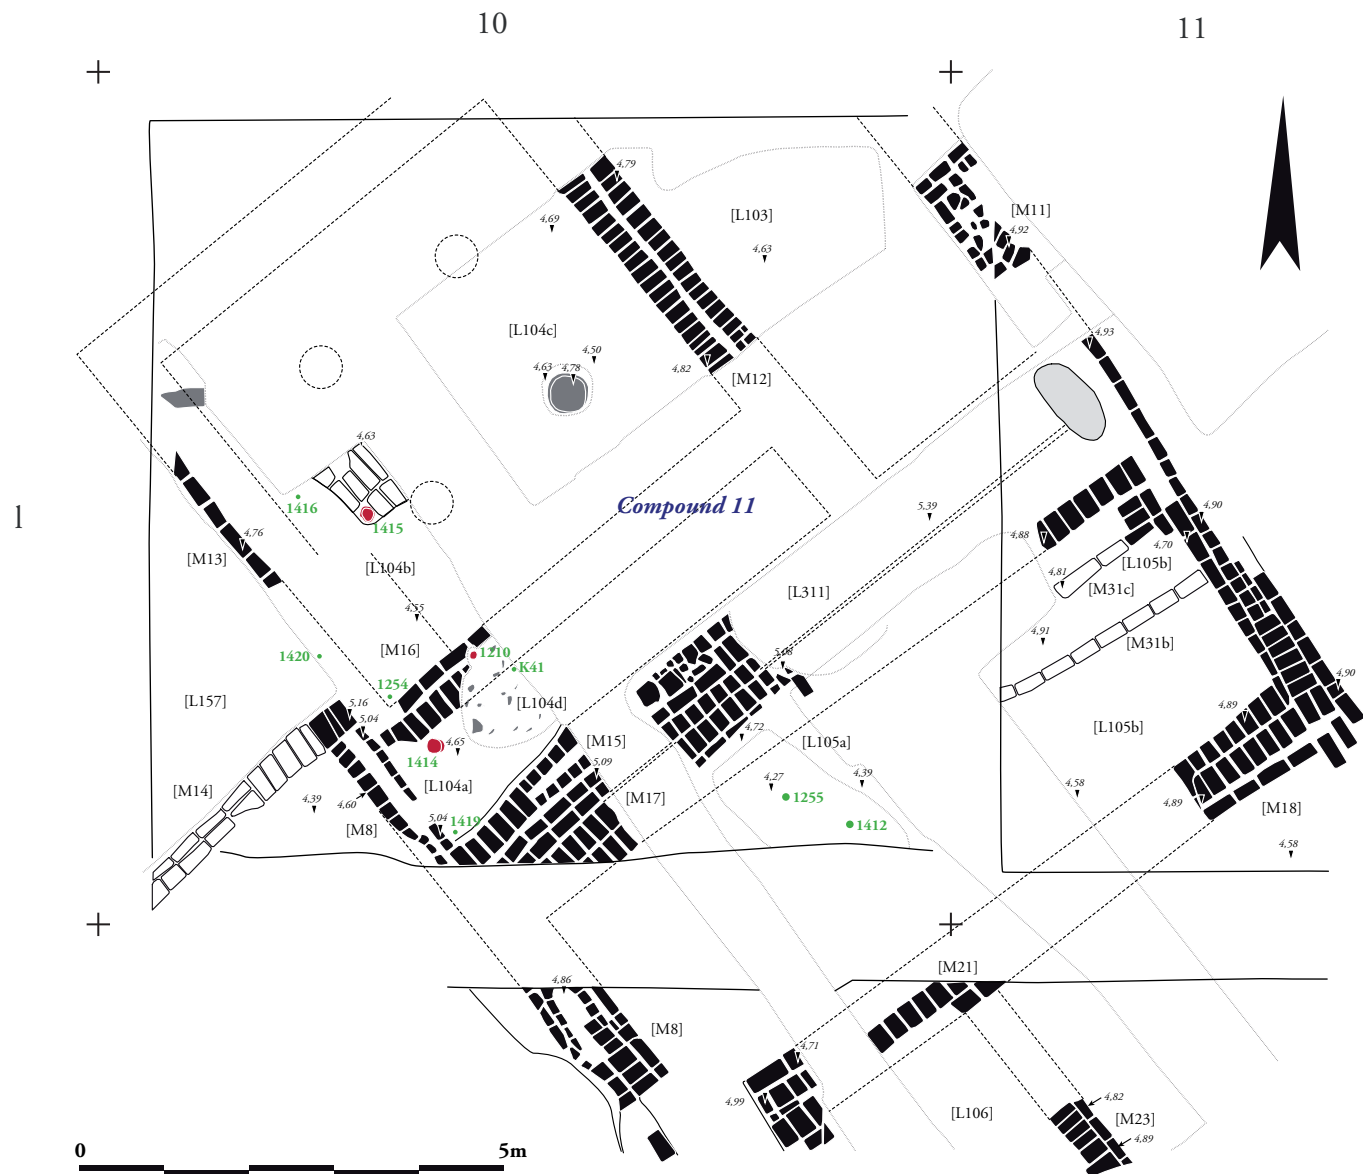 10
11
4,79
[L103]
[M11]
4,92
4,69
4,63
[L104c]
4,50
4,63
4,78
4,82
[M12]
4,93
4,63
1416
1415
Compound 11
5,39
4,90
l
4,76
[M13]
[L104b]
4,88
4,70
[L105b]
4,81
[M31c]
[L311]
4,55
4,91
[M31b]
[M16]
1210
1420
K41
5,08
1254
[L157]
5,16
[L104d]
4,90
5,04
4,89
4,72
[L105b]
[M15]
[L105a]
4,65
1414
5,09
4,27
4,39
[M14]
[L104a]
[M17]
1255
4,58
4,39
4,60
4,89
[M18]
[M8]
5,04
1419
1412
4,58
[M21]
4,86
[M8]
4,71
4,99
4,82
[L106]
[M23]
4,89
0
5m